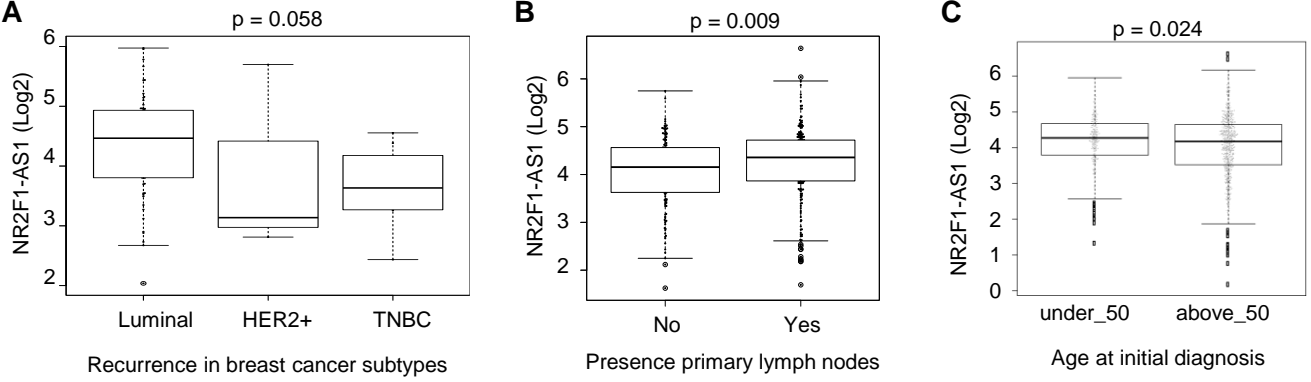 A
p = 0.058
NR2F1-AS1 (Log2)
6
5
4
3
2
Luminal HER2+ TNBC
Recurrence in breast cancer subtypes
B
p = 0.009
NR2F1-AS1 (Log2)
6
5
4
3
2
No Yes
Presence primary lymph nodes
C
p = 0.024
NR2F1-AS1 (Log2)
6
5
4
3
2
1
0
under_50 above_50
Age at initial diagnosis